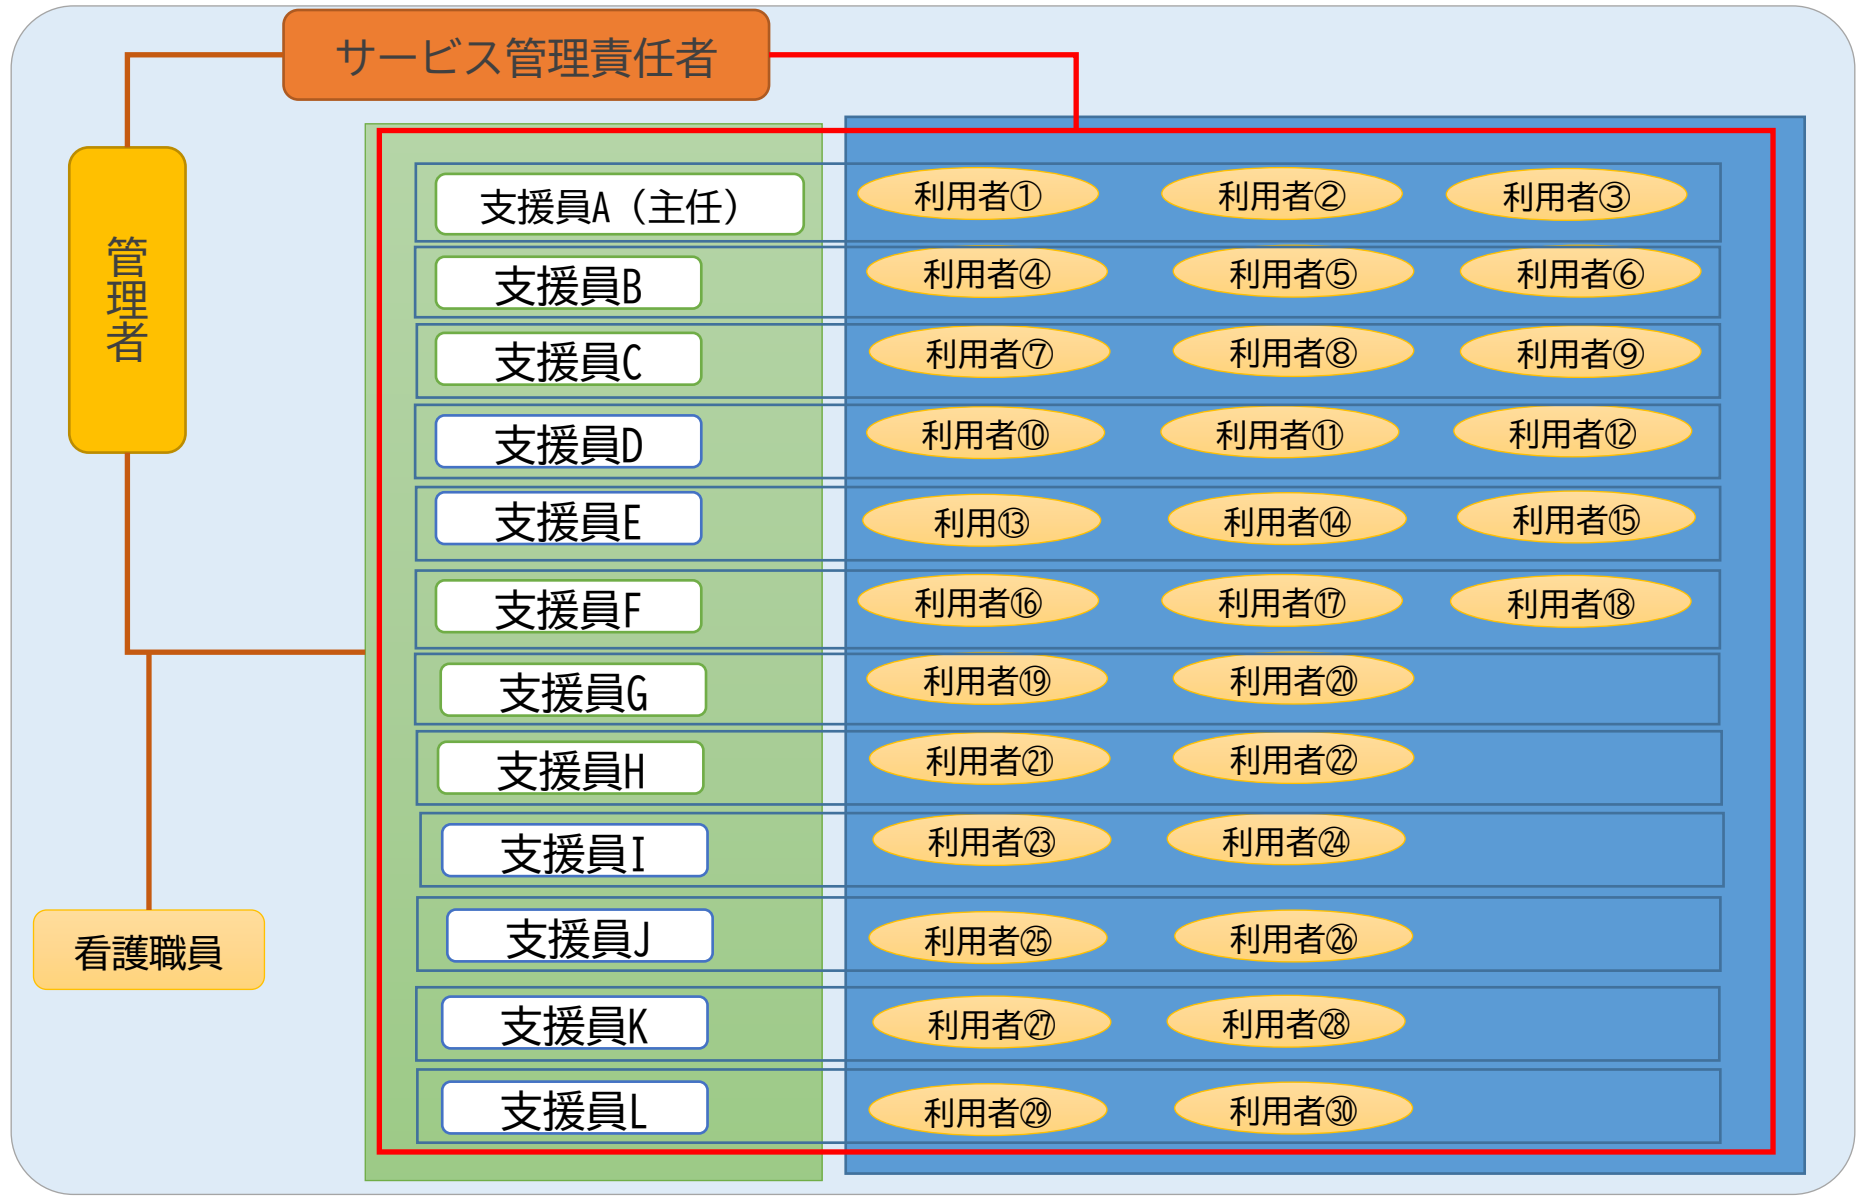 サービス管理責任者
管理者
支援員A（主任）
利用者①
利用者②
利用者③
支援員B
利用者④
利用者⑤
利用者⑥
支援員C
利用者⑦
利用者⑧
利用者⑨
支援員D
利用者⑩
利用者⑪
利用者⑫
支援員E
利用⑬
利用者⑭
利用者⑮
支援員F
利用者⑯
利用者⑰
利用者⑱
支援員G
利用者⑲
利用者⑳
支援員H
利用者㉑
利用者㉒
支援員I
利用者㉓
利用者㉔
支援員J
利用者㉕
利用者㉖
看護職員
支援員K
利用者㉗
利用者㉘
支援員L
利用者㉙
利用者㉚